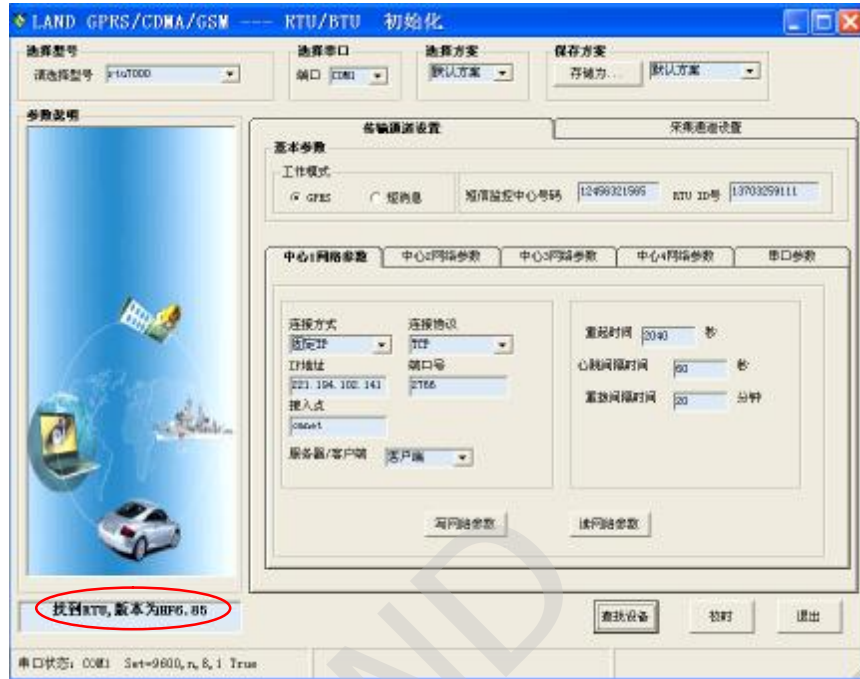 LAND GPRS/CDMA/GSM --- RTU/BTU 初始化
选择型号 选择串口 选择方案 保存方案
请选择型号 rtu7000 端口 COM1 默认方案 存储为... 默认方案
参数说明
传输通道设置 采集通道设置
基本参数
工作模式
GPRS 短消息 短信监控中心号码 12456321565 RTU ID号 13703259111
中心1网络参数 中心2网络参数 中心3网络参数 中心4网络参数 串口参数
连接方式 连接协议
固定IP TCP
重起时间 2040 秒
IP地址 端口号
心跳间隔时间 60 秒
221.194.102.141 2766
重拨间隔时间 20 分钟
接入点
cmnet
服务器/客户端 客户端
写网络参数 读网络参数
找到RTU,版本为HF6.85
查找设备 校时 退出
串口状态: COM1 Set=9600,n,8,1 True
LAND